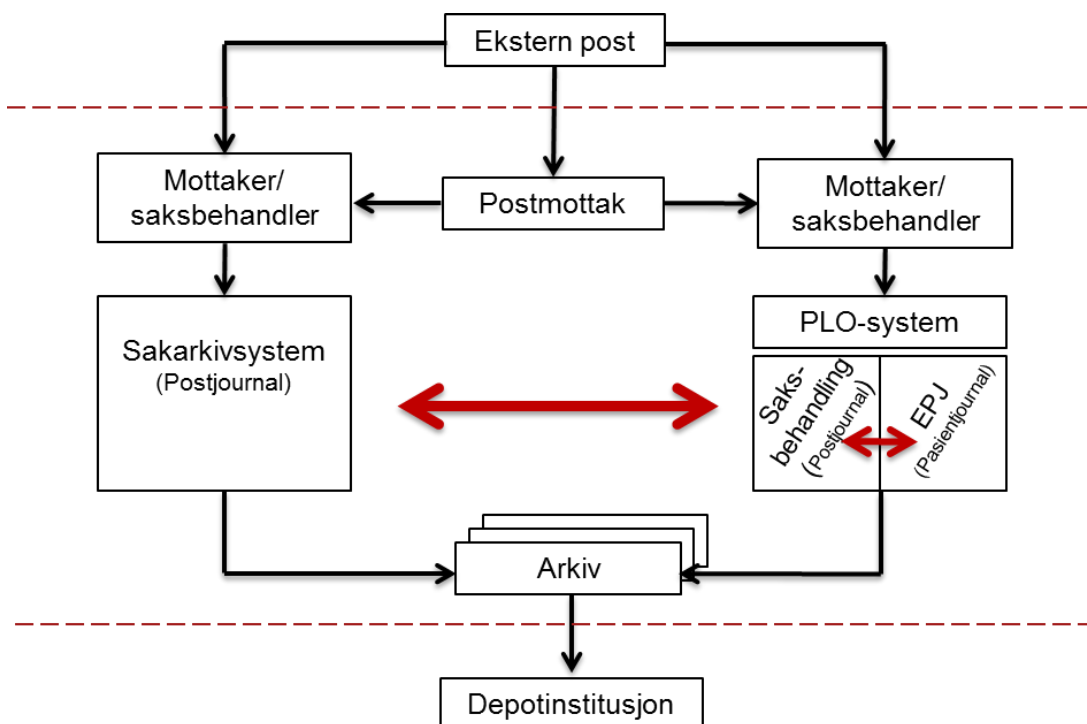 Ekstern post
Mottaker/
saksbehandler
Postmottak
Mottaker/
saksbehandler
Sakarkivsystem
(Postjournal)
PLO-system
Saks-
behandling
(Postjournal)
EPJ
(Pasientjournal)
Arkiv
Depotinstitusjon